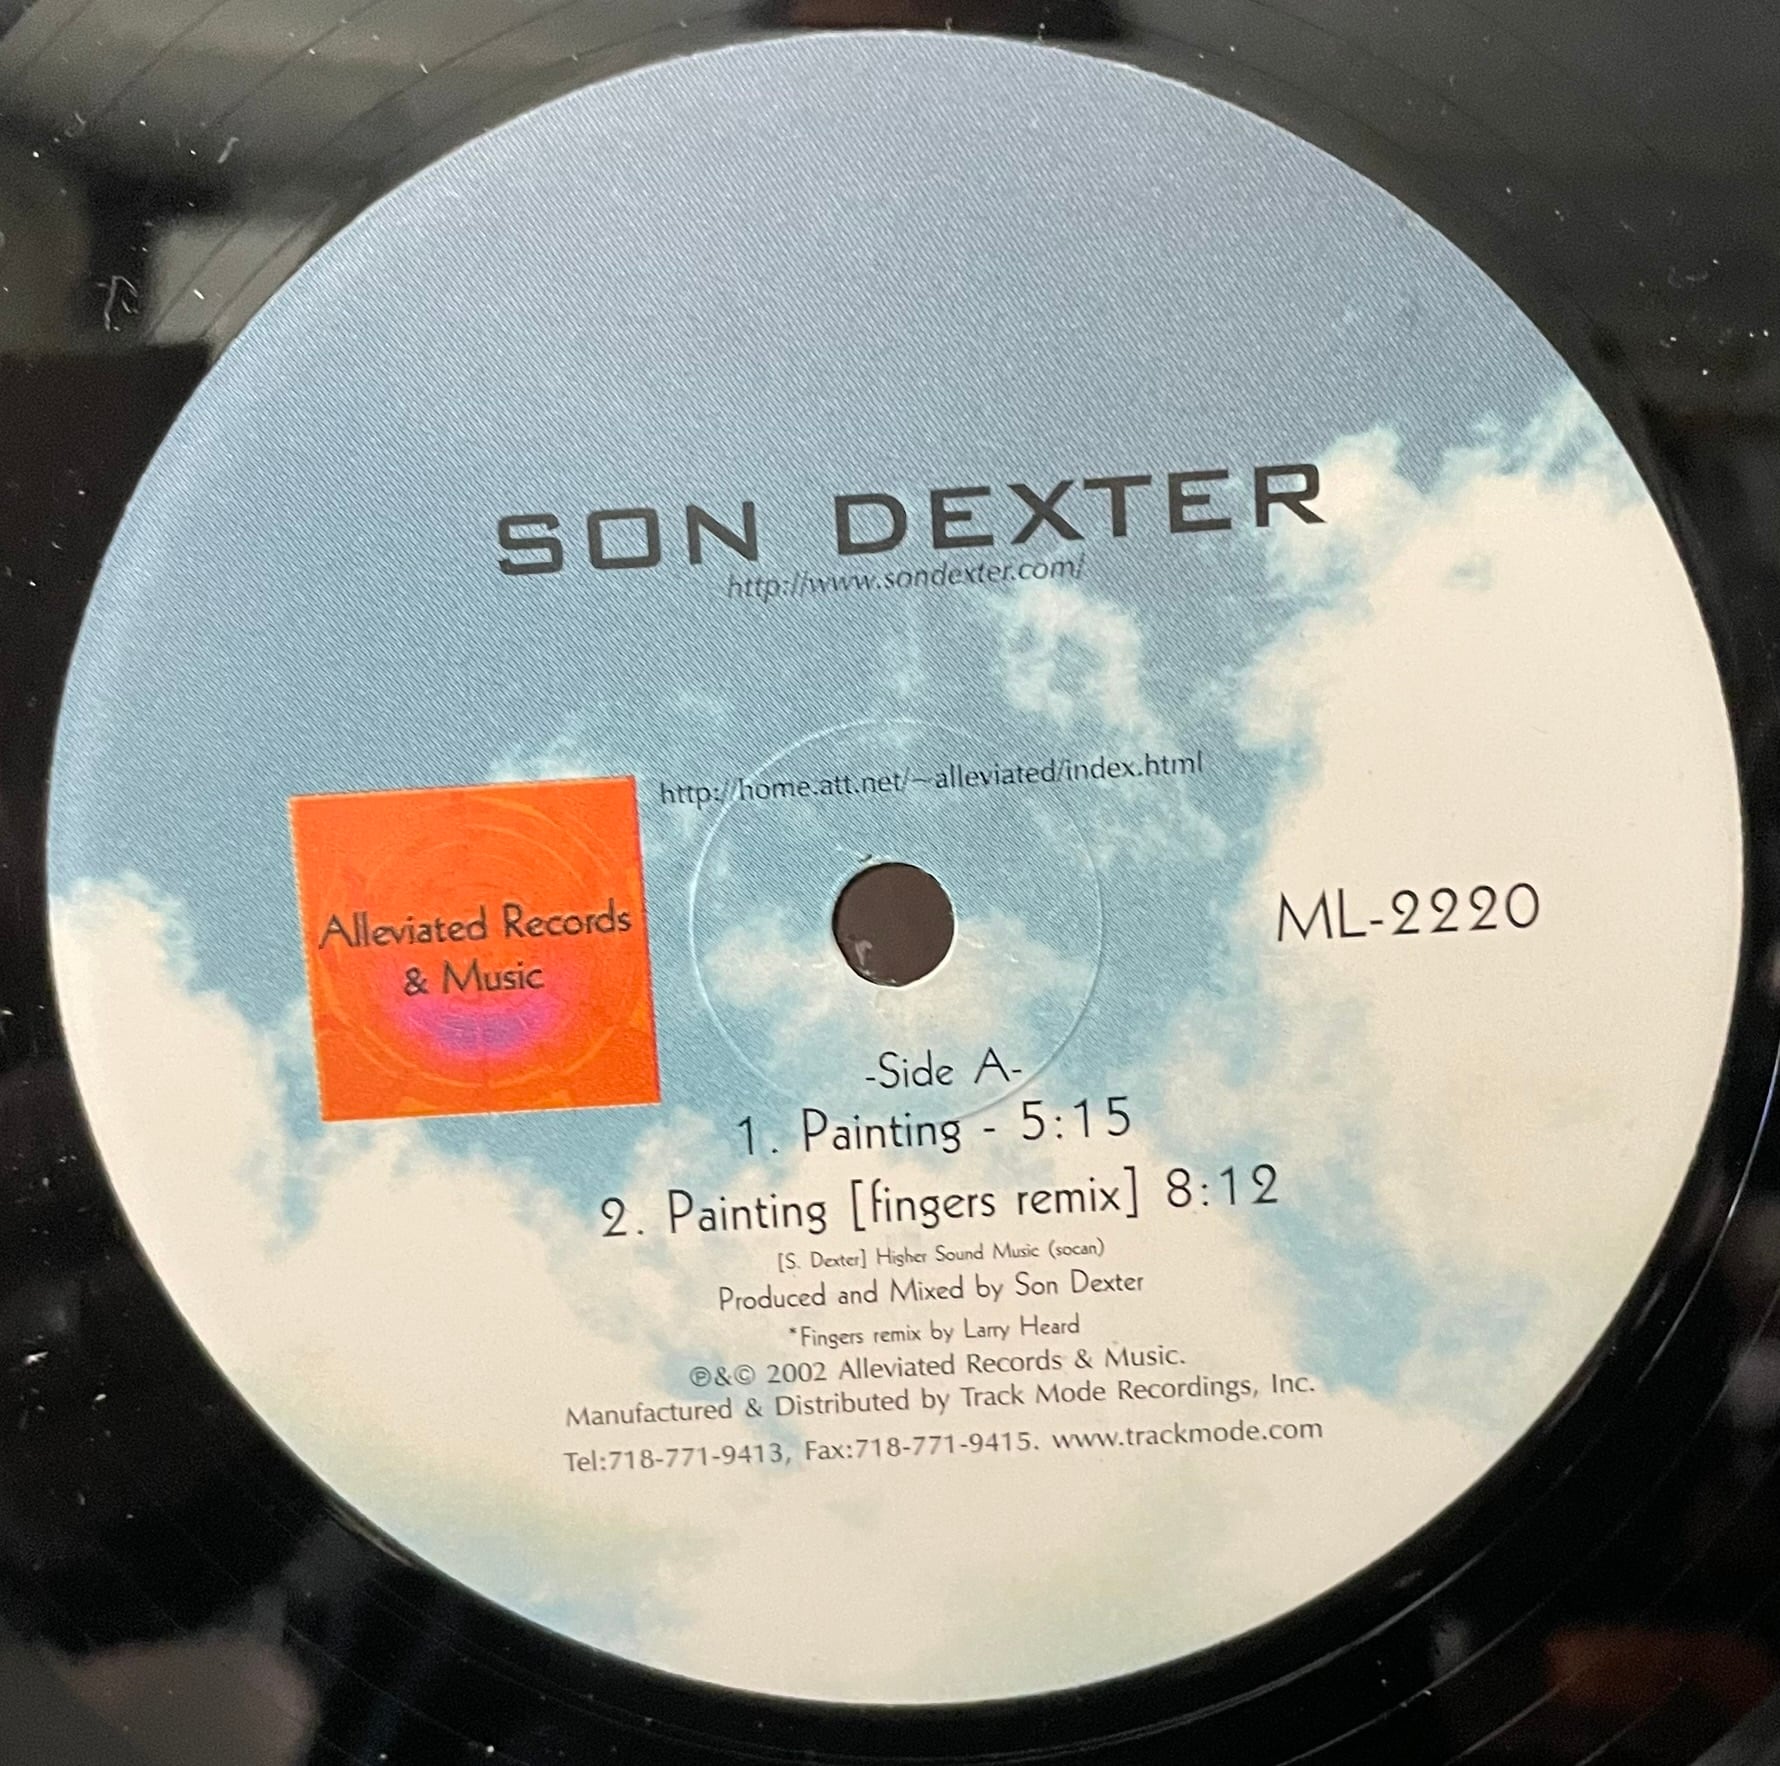 SON DEXTER
http://www.sondexter.com/
http://home.att.net/~alleviated/index.html
Alleviated Records
& Music
ML-2220
-Side A-
1. Painting - 5:15
2. Painting [fingers remix] 8:12
[S. Dexter] Higher Sound Music (socan)
Produced and Mixed by Son Dexter
*Fingers remix by Larry Heard
℗&© 2002 Alleviated Records & Music.
Manufactured & Distributed by Track Mode Recordings, Inc.
Tel:718-771-9413, Fax:718-771-9415. www.trackmode.com